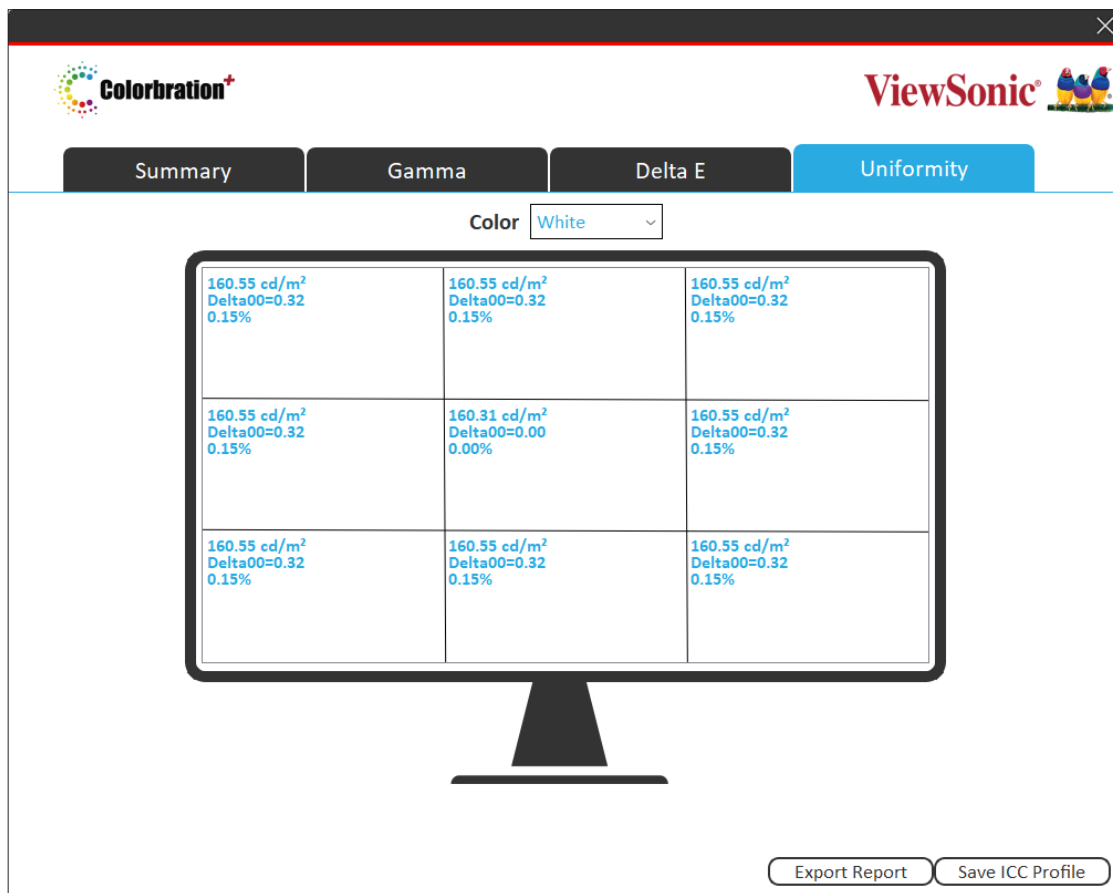 Colorbration+
ViewSonic®
Summary Gamma Delta E Uniformity
Color White
160.55 cd/m²
Delta00=0.32
0.15%
160.55 cd/m²
Delta00=0.32
0.15%
160.55 cd/m²
Delta00=0.32
0.15%
160.55 cd/m²
Delta00=0.32
0.15%
160.31 cd/m²
Delta00=0.00
0.00%
160.55 cd/m²
Delta00=0.32
0.15%
160.55 cd/m²
Delta00=0.32
0.15%
160.55 cd/m²
Delta00=0.32
0.15%
160.55 cd/m²
Delta00=0.32
0.15%
Export Report Save ICC Profile